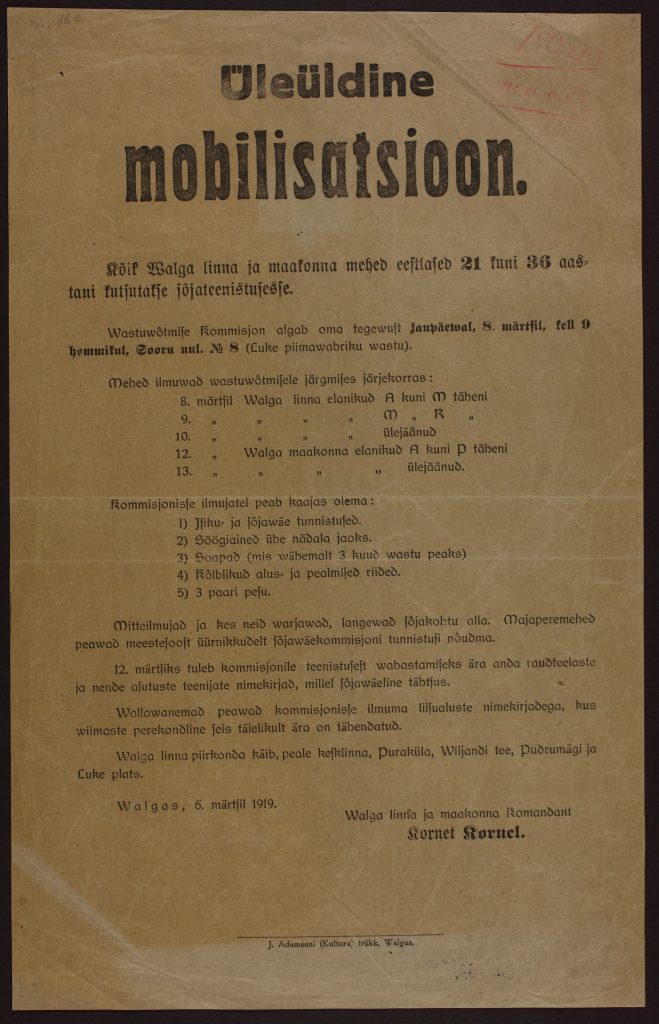 Üleüldine
mobilisatsioon.
Kõik Walga linna ja maakonna mehed eestlased 21 kuni 36 aas-
tani kutsutakse sõjateenistusesse.
Wastuwõtmise kommisjon algab oma tegewust laupäewal, 8. märtsil, kell 9
hommikul, Sooru uul. № 8 (Luke piimawabriku wastu).
Mehed ilmuwad wastuwõtmisele järgmises järjekorras:
8. märtsil Walga linna elanikud A kuni M täheni
9. „ „ „ „ M „ R „
10. „ „ „ „ ülejäänud
12. „ Walga maakonna elanikud A kuni P täheni
13. „ „ „ „ ülejäänud.
Kommisjonisse ilmujatel peab kaasas olema:
1) Isiku- ja sõjawäe tunnistused.
2) Söögiained ühe nädala jaoks.
3) Saapad (mis wähemalt 3 kuud wastu peaks)
4) Kõlblikud alus- ja pealmised riided.
5) 3 paari pesu.
Mitteilmujad ja kes neid warjawad, langewad sõjakohtu alla. Majaperemehed
peawad meestesoost üürnikkudelt sõjawäekommisjoni tunnistusi nõudma.
12. märtsiks tuleb kommisjonile teenistusest wabastamiseks ära anda raudteelaste
ja nende asutuste teenijate nimekirjad, millel sõjawäeline tähtsus.
Wallawanemad peawad kommisjonisse ilmuma liisualuste nimekirjadega, kus
wiimaste perekondline seis täielikult ära on tähendatud.
Walga linna piirkonda käib, peale kesklinna, Puraküla, Wiljandi tee, Pudrumägi ja
Luke plats.
Walgas, 6. märtsil 1919.
Walga linna ja maakonna Komandant
Kornet Kornel.
J. Adamsoni (Kultura) trükk, Walgas.